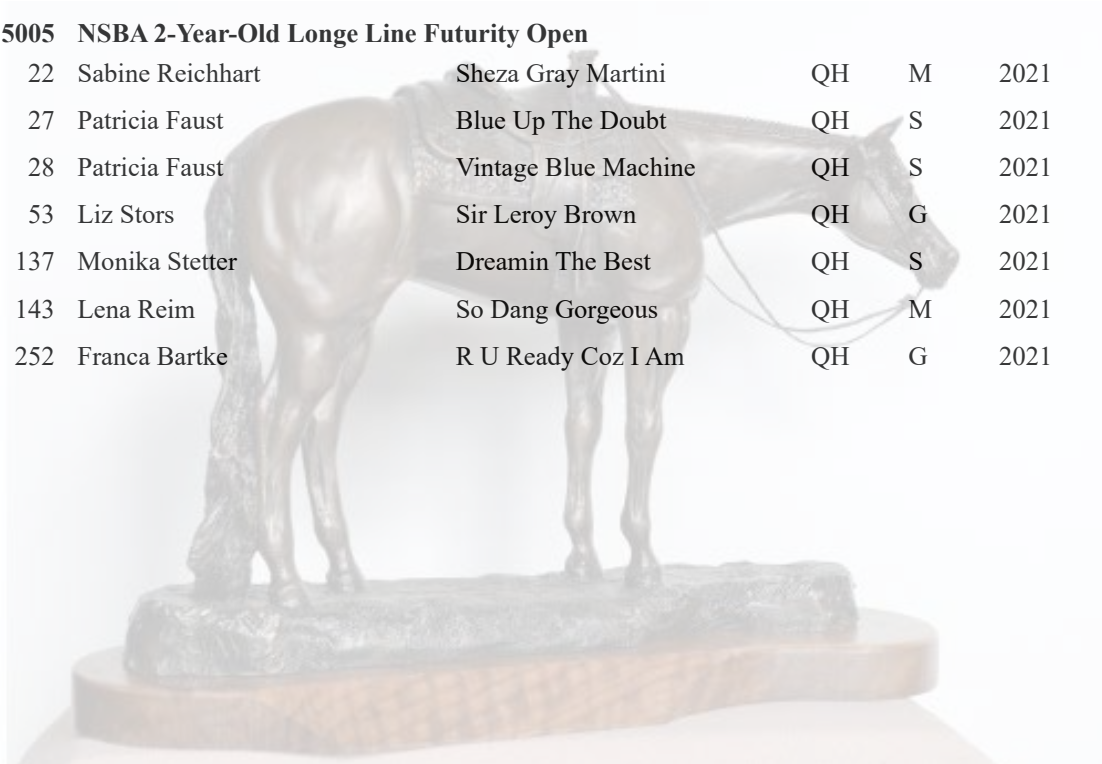 5005 NSBA 2-Year-Old Longe Line Futurity Open
22 Sabine Reichhart Sheza Gray Martini QH M 2021
27 Patricia Faust Blue Up The Doubt QH S 2021
28 Patricia Faust Vintage Blue Machine QH S 2021
53 Liz Stors Sir Leroy Brown QH G 2021
137 Monika Stetter Dreamin The Best QH S 2021
143 Lena Reim So Dang Gorgeous QH M 2021
252 Franca Bartke R U Ready Coz I Am QH G 2021